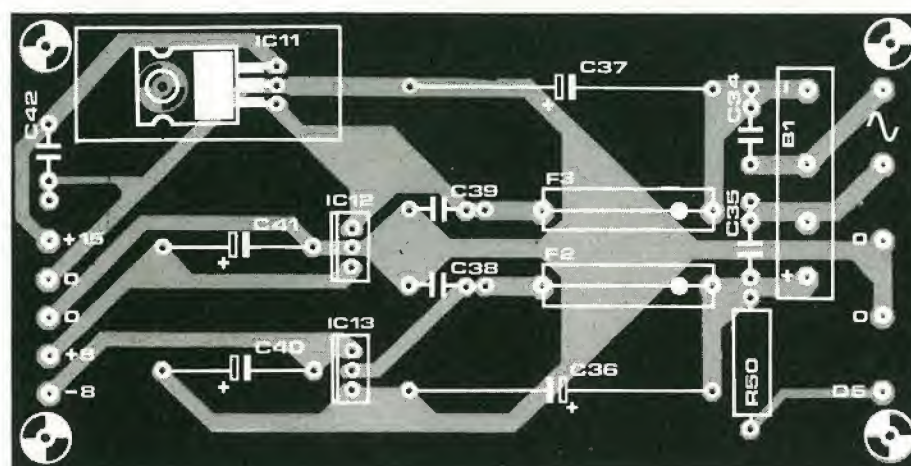 IC11
C37
C42
C34
B1
-
F3
C39
C35
IC12
C41
+15
0
F2
0
C38
+
0
IC13
+8
C40
C36
0
R50
-8
D6
+
+
+
+